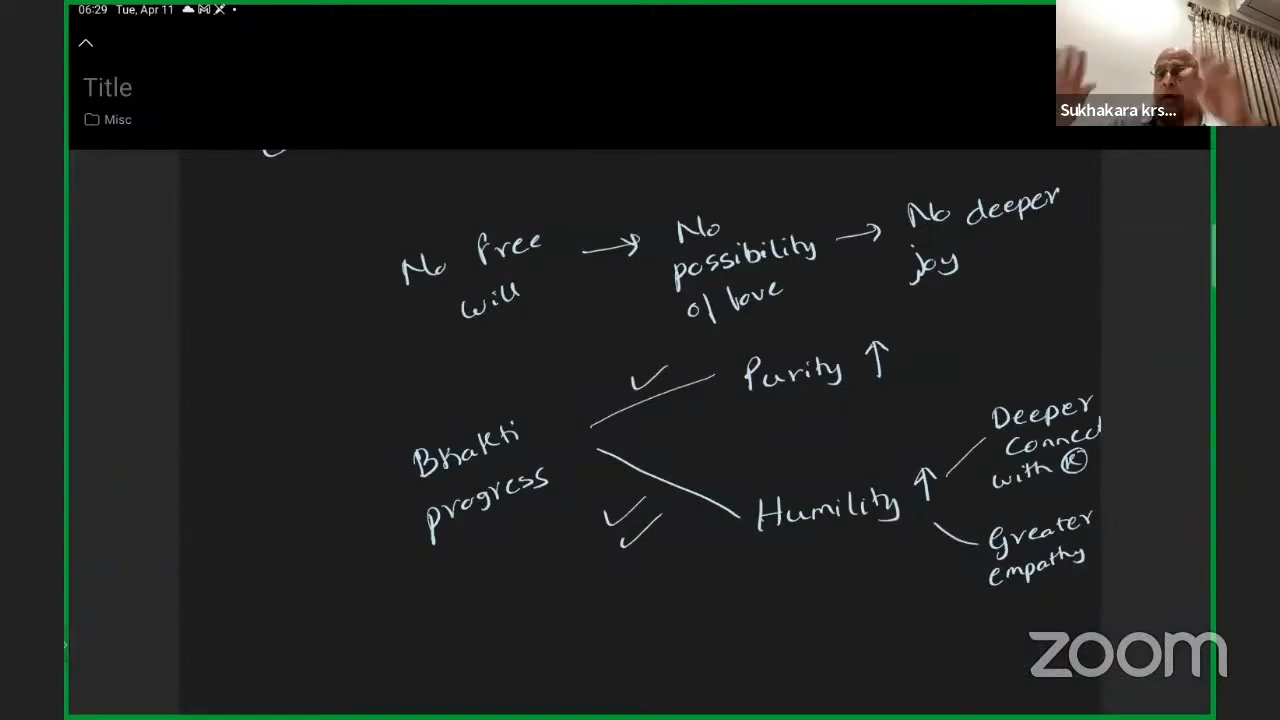 06:29 Tue, Apr 11
Title
Misc
Sukhakara krs...
No free
will
No
possibility
of love
No deeper
joy
Bhakti
progress
Purity ↑
Humility ↑
Deeper
connect
with K
Greater
empathy
zoom